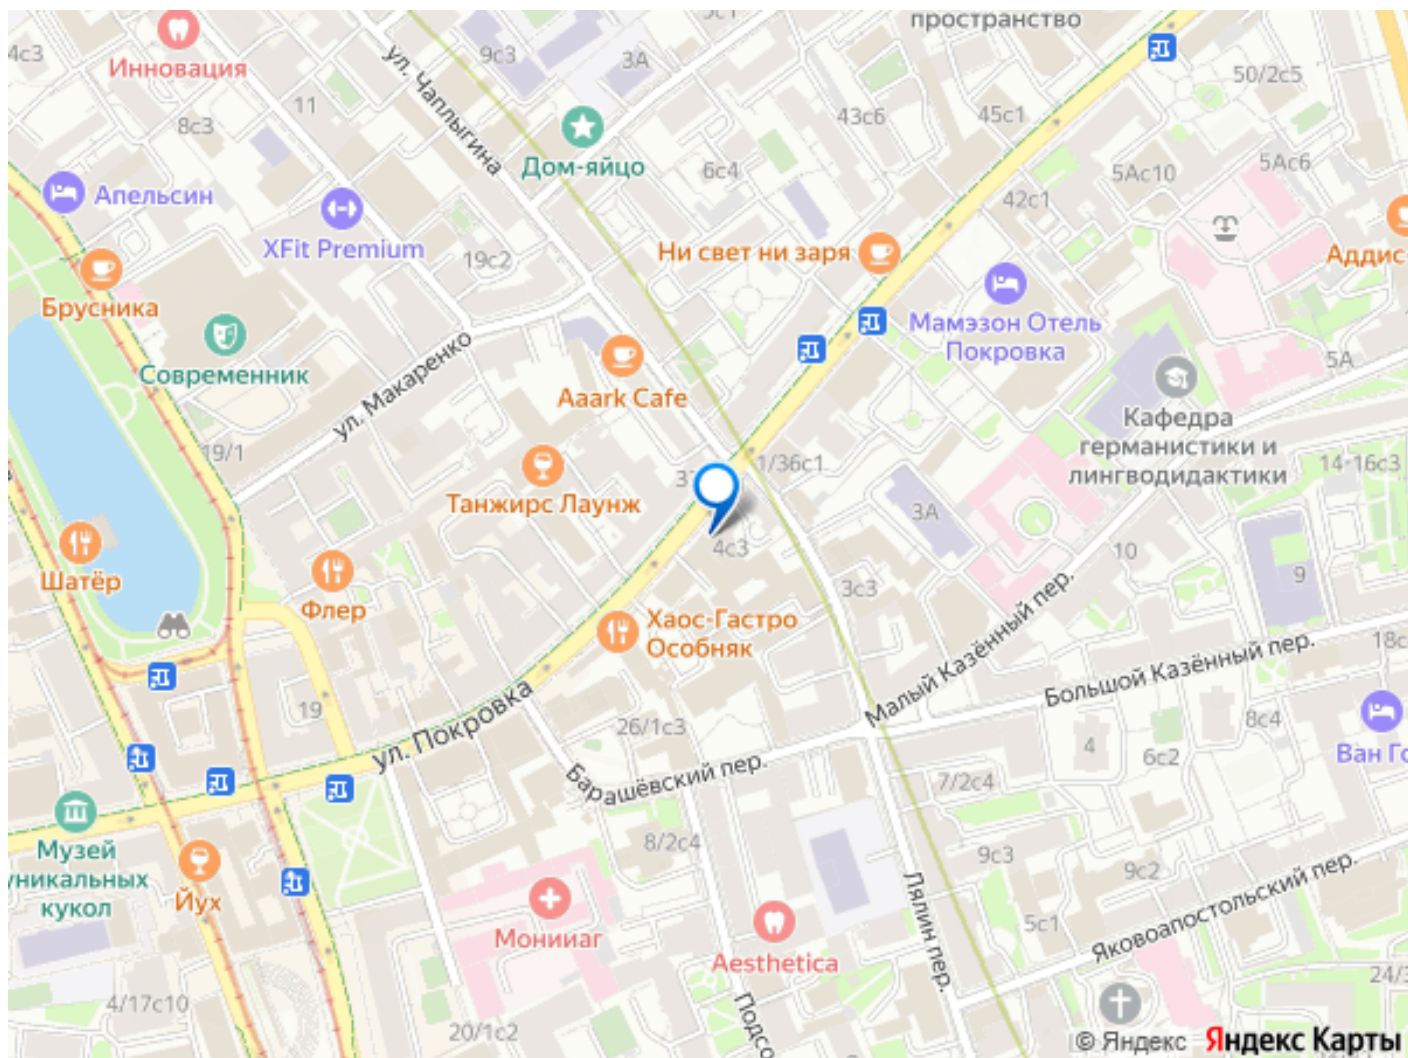 пространство
4с3
Инновация
9с3
3А
ул. Чаплыгина
50/2с5
11
8с3
43с6
45с1
Дом-яйцо
6с4
5Ас10
5Ас6
Апельсин
42с1
XFit Premium
19с2
Ни свет ни заря
Аддис
Брусника
Мамэзон Отель
Покровка
Современник
ул. Макаренко
Aaark Cafe
5А
Кафедра
германистики и
лингводидактики
19/1
1/36с1
14-16с3
Танжирс Лаунж
3А
4с3
10
Шатёр
Флер
3с3
9
Хаос-Гастро
Особняк
Малый Казённый пер.
Большой Казённый пер.
18с
19
ул. Покровка
26/1с3
8с4
4
6с2
Ван Го
Барашёвский пер.
7/2с4
Музей
уникальных
кукол
8/2с4
9с3
9с2
Йух
Лялин пер.
Яковоапостольский пер.
Монииаг
5с1
Aesthetica
24/3
4/17с10
20/1с2
Подсо
© Яндекс Яндекс Карты